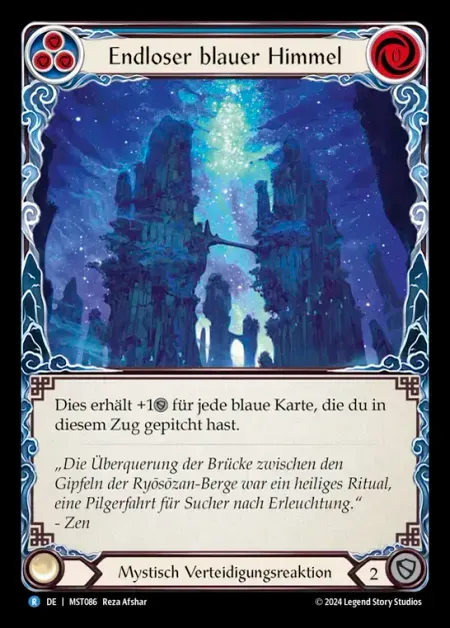 Endloser blauer Himmel
0
Dies erhält +1 für jede blaue Karte, die du in
diesem Zug gepitcht hast.
„Die Überquerung der Brücke zwischen den
Gipfeln der Ryōsōzan-Berge war ein heiliges Ritual,
eine Pilgerfahrt für Sucher nach Erleuchtung.“
- Zen
Mystisch Verteidigungsreaktion
2
R DE | MST086 Reza Afshar
© 2024 Legend Story Studios